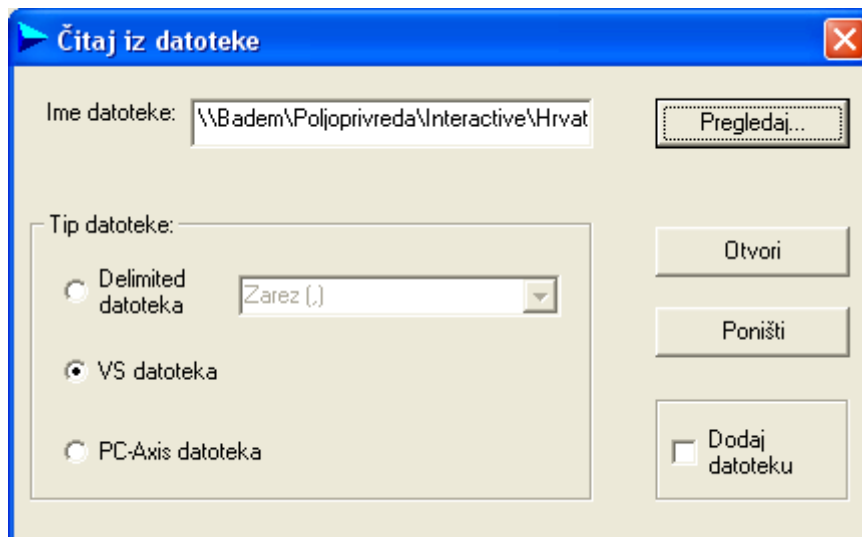 Čitaj iz datoteke
Ime datoteke:
\\Badem\Poljoprivreda\Interactive\Hrvat
Pregledaj...
Tip datoteke:
Delimited
datoteka
Zarez (,)
VS datoteka
PC-Axis datoteka
Otvori
Poništi
Dodaj
datoteku